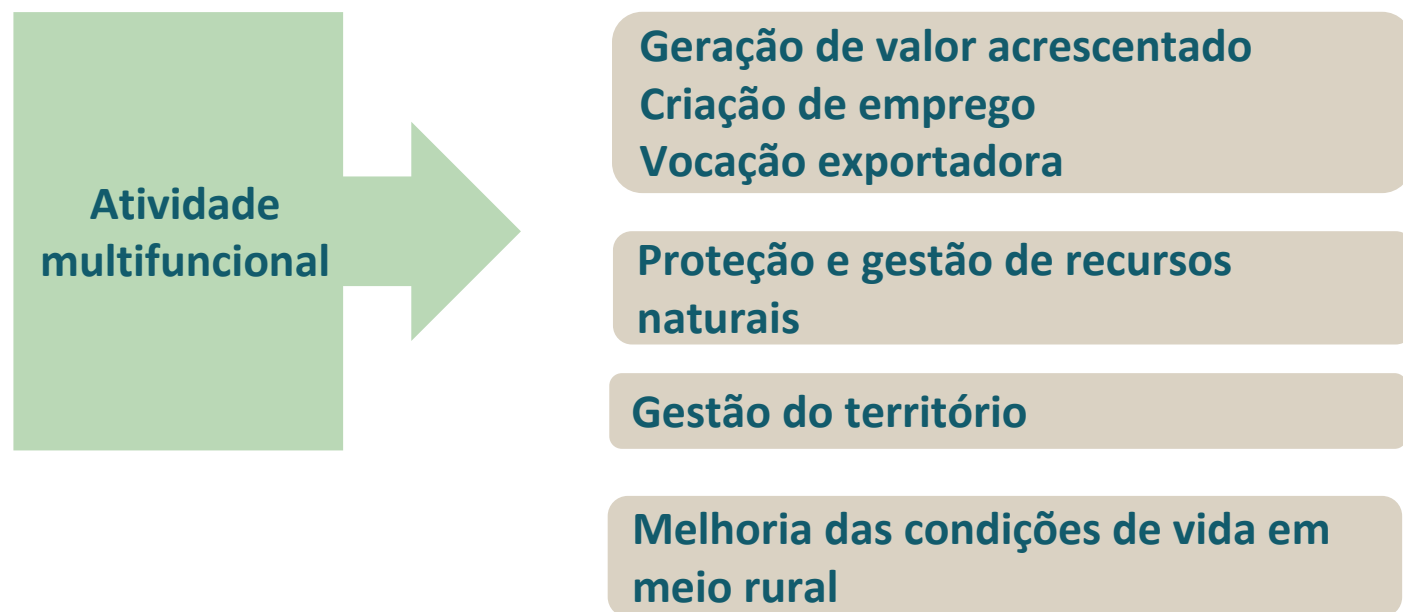 Atividade
multifuncional
Geração de valor acrescentado
Criação de emprego
Vocação exportadora
Proteção e gestão de recursos
naturais
Gestão do território
Melhoria das condições de vida em
meio rural